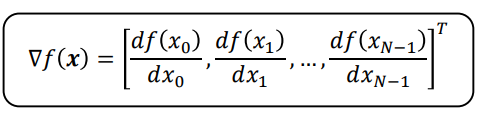 ∇f(𝒙) = [df(x₀)/dx₀, df(x₁)/dx₁, …, df(x_{N−1})/dx_{N−1}]^T